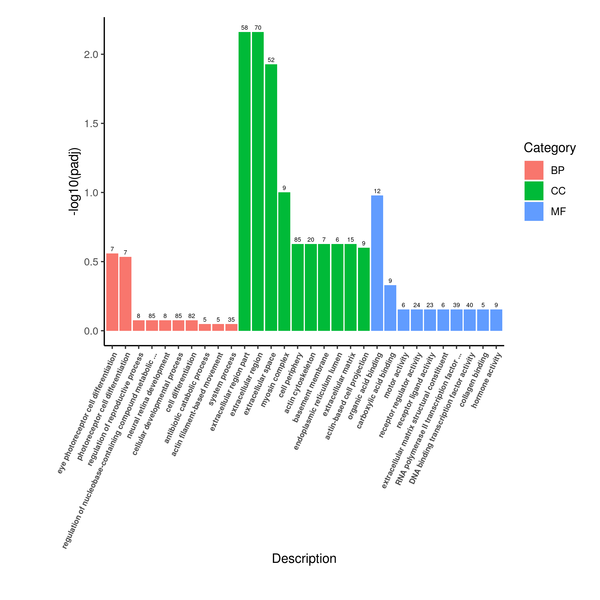 -log10(padj)
2.0
1.5
1.0
0.5
0.0
7
7
8
85
8
85
82
5
5
35
58
70
52
9
85
20
7
6
15
9
12
9
6
24
23
6
39
40
5
9
eye photoreceptor cell differentiation
photoreceptor cell differentiation
regulation of reproductive process
regulation of nucleobase-containing compound metabolic ...
neural retina development
cellular developmental process
cell differentiation
antibiotic catabolic process
actin filament-based movement
system process
extracellular region part
extracellular region
extracellular space
myosin complex
cell periphery
actin cytoskeleton
basement membrane
endoplasmic reticulum lumen
extracellular matrix
actin-based cell projection
organic acid binding
carboxylic acid binding
motor activity
receptor regulator activity
receptor ligand activity
extracellular matrix structural constituent
RNA polymerase II transcription factor ...
DNA binding transcription factor activity
collagen binding
hormone activity
Description
Category
BP
CC
MF